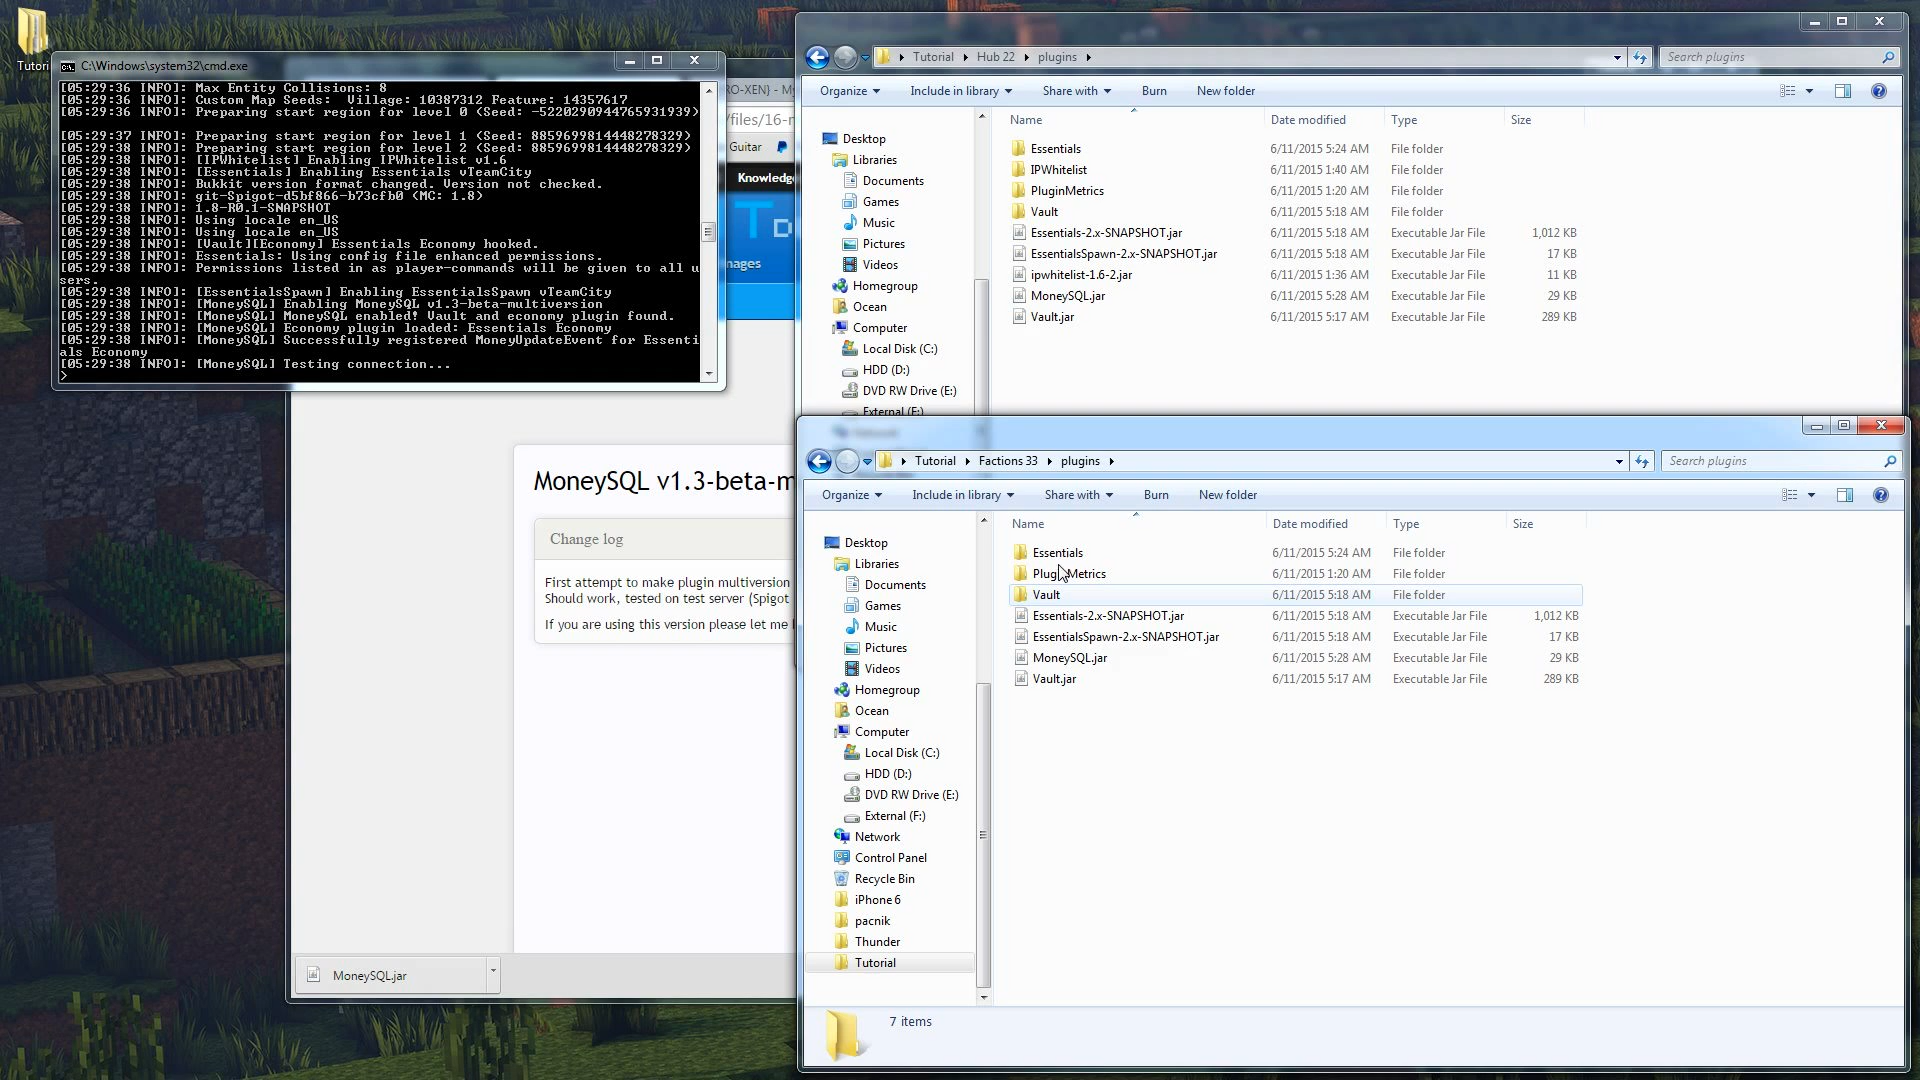 Tutori
C:\Windows\system32\cmd.exe
[05:29:36 INFO]: Max Entity Collisions: 8
[05:29:36 INFO]: Custom Map Seeds:  Village: 10387312 Feature: 14357617
[05:29:36 INFO]: Preparing start region for level 0 (Seed: -5220290944765931939)
[05:29:37 INFO]: Preparing start region for level 1 (Seed: 8859699814448278329)
[05:29:38 INFO]: Preparing start region for level 2 (Seed: 8859699814448278329)
[05:29:38 INFO]: [IPWhitelist] Enabling IPWhitelist v1.6
[05:29:38 INFO]: [Essentials] Enabling Essentials vTeamCity
[05:29:38 INFO]: Bukkit version format changed. Version not checked.
[05:29:38 INFO]: git-Spigot-d5bf866-b73cfb0 (MC: 1.8)
[05:29:38 INFO]: 1.8-R0.1-SNAPSHOT
[05:29:38 INFO]: Using locale en_US
[05:29:38 INFO]: Using locale en_US
[05:29:38 INFO]: [Vault][Economy] Essentials Economy hooked.
[05:29:38 INFO]: Essentials: Using config file enhanced permissions.
[05:29:38 INFO]: Permissions listed in as player-commands will be given to all u
sers.
[05:29:38 INFO]: [EssentialsSpawn] Enabling EssentialsSpawn vTeamCity
[05:29:38 INFO]: [MoneySQL] Enabling MoneySQL v1.3-beta-multiversion
[05:29:38 INFO]: [MoneySQL] MoneySQL enabled! Vault and economy plugin found.
[05:29:38 INFO]: [MoneySQL] Economy plugin loaded: Essentials Economy
[05:29:38 INFO]: [MoneySQL] Successfully registered MoneyUpdateEvent for Essenti
als Economy
[05:29:38 INFO]: [MoneySQL] Testing connection...
>
RO-XEN} - My
/files/16-m
Guitar
Knowledge
mages
MoneySQL v1.3-beta-m
Change log
First attempt to make plugin multiversion
Should work, tested on test server (Spigot
If you are using this version please let me
MoneySQL.jar
Tutorial Hub 22 plugins
Search plugins
Organize Include in library Share with Burn New folder
Name Date modified Type Size
Desktop
Libraries
Documents
Games
Music
Pictures
Videos
Homegroup
Ocean
Computer
Local Disk (C:)
HDD (D:)
DVD RW Drive (E:)
External (F:)
Essentials 6/11/2015 5:24 AM File folder
IPWhitelist 6/11/2015 1:40 AM File folder
PluginMetrics 6/11/2015 1:20 AM File folder
Vault 6/11/2015 5:18 AM File folder
Essentials-2.x-SNAPSHOT.jar 6/11/2015 5:18 AM Executable Jar File 1,012 KB
EssentialsSpawn-2.x-SNAPSHOT.jar 6/11/2015 5:18 AM Executable Jar File 17 KB
ipwhitelist-1.6-2.jar 6/11/2015 1:36 AM Executable Jar File 11 KB
MoneySQL.jar 6/11/2015 5:28 AM Executable Jar File 29 KB
Vault.jar 6/11/2015 5:17 AM Executable Jar File 289 KB
Tutorial Factions 33 plugins
Search plugins
Organize Include in library Share with Burn New folder
Name Date modified Type Size
Desktop
Libraries
Documents
Games
Music
Pictures
Videos
Homegroup
Ocean
Computer
Local Disk (C:)
HDD (D:)
DVD RW Drive (E:)
External (F:)
Network
Control Panel
Recycle Bin
iPhone 6
pacnik
Thunder
Tutorial
Essentials 6/11/2015 5:24 AM File folder
PluginMetrics 6/11/2015 1:20 AM File folder
Vault 6/11/2015 5:18 AM File folder
Essentials-2.x-SNAPSHOT.jar 6/11/2015 5:18 AM Executable Jar File 1,012 KB
EssentialsSpawn-2.x-SNAPSHOT.jar 6/11/2015 5:18 AM Executable Jar File 17 KB
MoneySQL.jar 6/11/2015 5:28 AM Executable Jar File 29 KB
Vault.jar 6/11/2015 5:17 AM Executable Jar File 289 KB
7 items